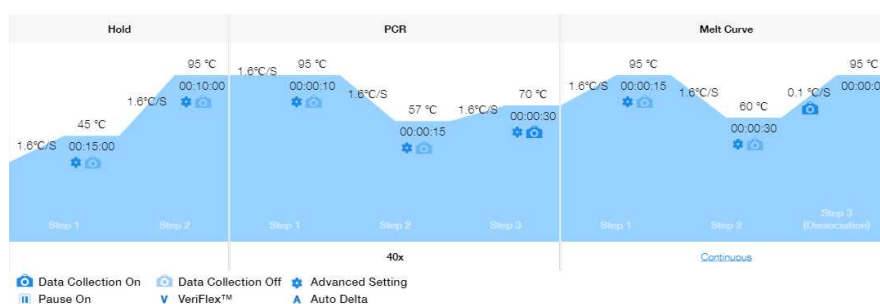 Hold PCR Melt Curve
95 °C 95 °C 70 °C 95 °C 95 °C
1.6°C/S 00:10:00 1.6°C/S 00:00:10 1.6°C/S 00:00:15 0.1 °C/S
1.6°C/S 1.6°C/S 57 °C 1.6°C/S 00:00:30 1.6°C/S 60 °C
45 °C 00:00:15 00:00:30
1.6°C/S 00:15:00
Step 1 Step 2 Step 1 Step 2 Step 3 Step 1 Step 2 Step 3
(Dissociation)
40x Continuous
Data Collection On Data Collection Off Advanced Setting
Pause On V VeriFlex™ A Auto Delta